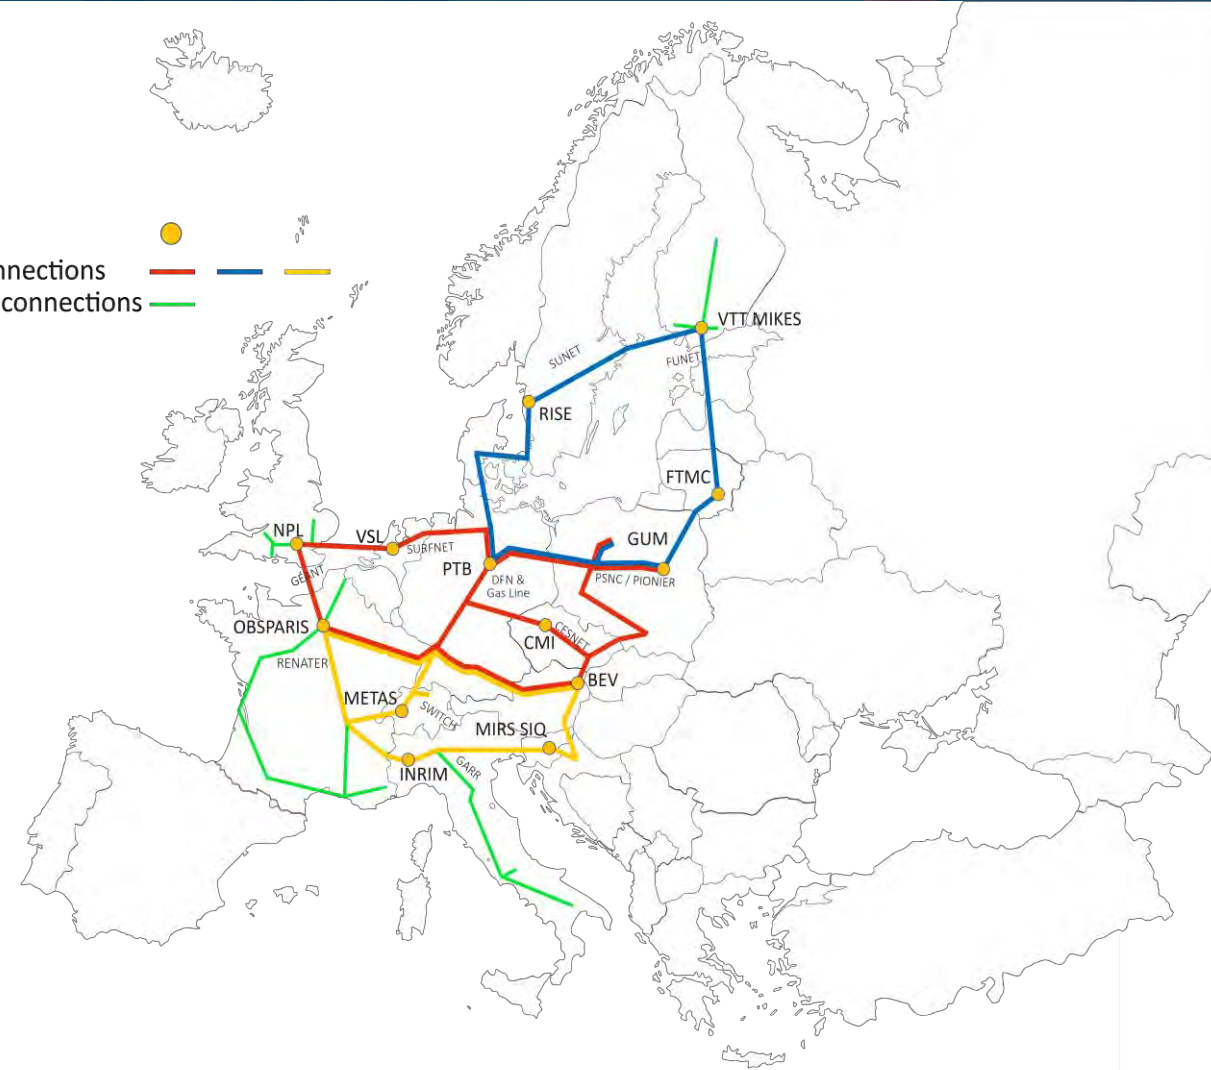 nnections
connections
VTT MIKES
SUNET
FUNET
RISE
FTMC
NPL
VSL
SURFNET
GUM
PTB
DFN &
Gas Line
PSNC / PIONIER
GÉANT
OBSPARIS
CESNET
CMI
RENATER
BEV
METAS
SWITCH
MIRS SIQ
INRIM
GARR